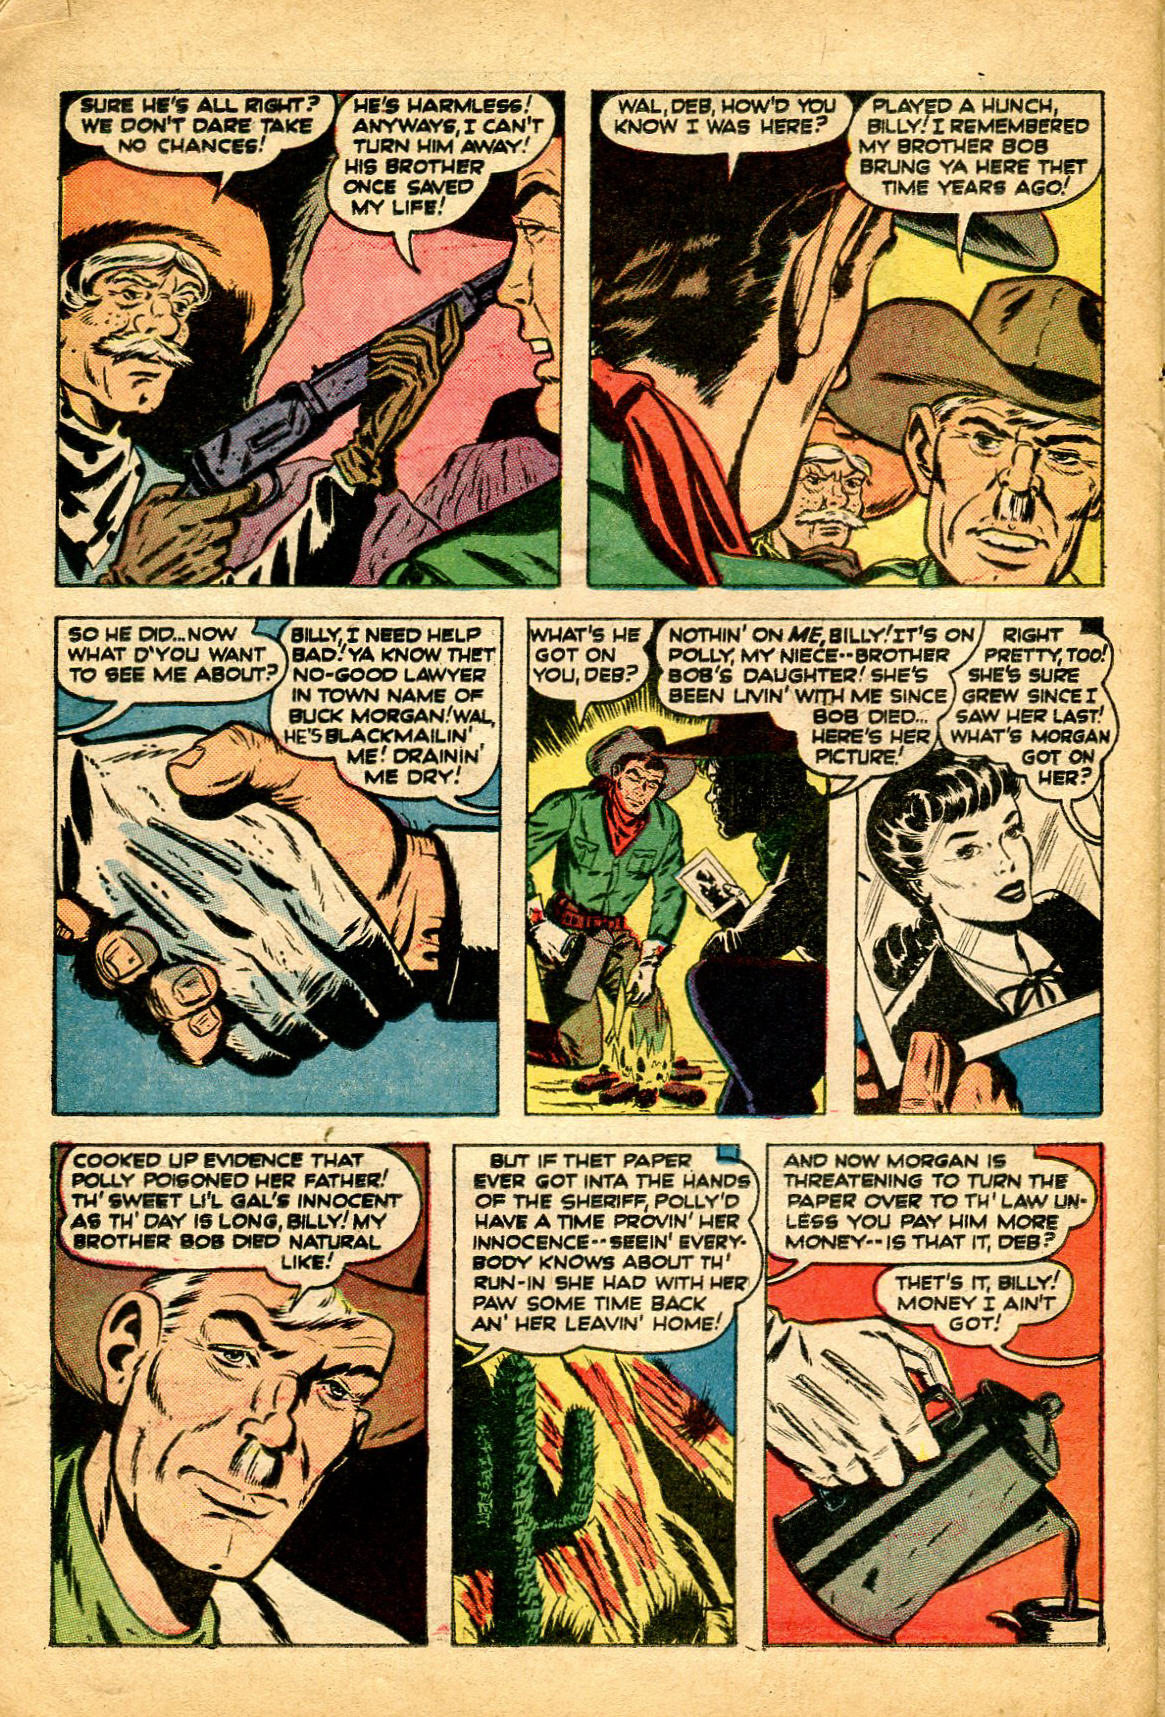 SURE HE'S ALL RIGHT?
WE DON'T DARE TAKE
NO CHANCES!
HE'S HARMLESS!
ANYWAYS, I CAN'T
TURN HIM AWAY!
HIS BROTHER
ONCE SAVED
MY LIFE!
WAL, DEB, HOW'D YOU
KNOW I WAS HERE?
PLAYED A HUNCH,
BILLY! I REMEMBERED
MY BROTHER BOB
BRUNG YA HERE THET
TIME YEARS AGO!
SO HE DID...NOW
WHAT D'YOU WANT
TO SEE ME ABOUT?
BILLY, I NEED HELP
BAD! YA KNOW THET
NO-GOOD LAWYER
IN TOWN NAME OF
BUCK MORGAN! WAL,
HE'S BLACKMAILIN'
ME! DRAININ'
ME DRY!
WHAT'S HE
GOT ON
YOU, DEB?
NOTHIN' ON ME, BILLY! IT'S ON
POLLY, MY NIECE--BROTHER
BOB'S DAUGHTER! SHE'S
BEEN LIVIN' WITH ME SINCE
BOB DIED...
HERE'S HER
PICTURE!
RIGHT
PRETTY, TOO!
SHE'S SURE
GREW SINCE I
SAW HER LAST!
WHAT'S MORGAN
GOT ON
HER?
COOKED UP EVIDENCE THAT
POLLY POISONED HER FATHER!
TH' SWEET LI'L GAL'S INNOCENT
AS TH' DAY IS LONG, BILLY! MY
BROTHER BOB DIED NATURAL
LIKE!
BUT IF THET PAPER
EVER GOT INTA THE HANDS
OF THE SHERIFF, POLLY'D
HAVE A TIME PROVIN' HER
INNOCENCE--SEEIN' EVERY-
BODY KNOWS ABOUT TH'
RUN-IN SHE HAD WITH HER
PAW SOME TIME BACK
AN' HER LEAVIN' HOME!
AND NOW MORGAN IS
THREATENING TO TURN THE
PAPER OVER TO TH' LAW UN-
LESS YOU PAY HIM MORE
MONEY--IS THAT IT, DEB?
THET'S IT, BILLY!
MONEY I AIN'T
GOT!